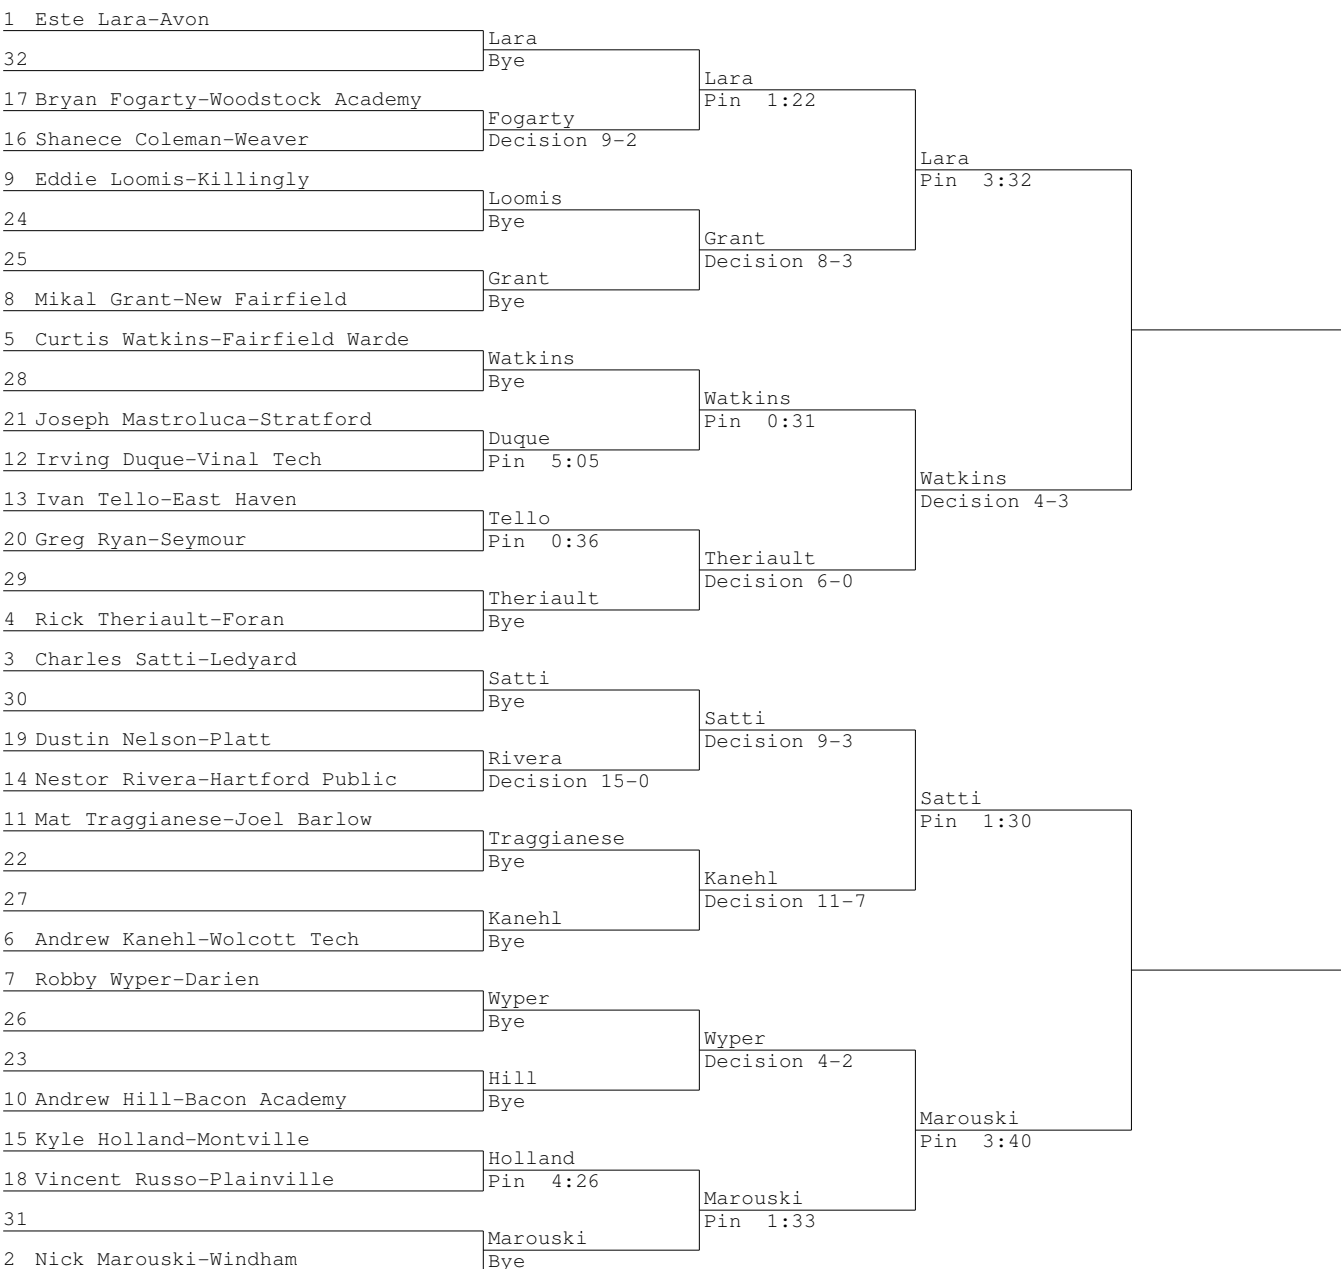 1 Este Lara-Avon
Lara
32
Bye
Lara
17 Bryan Fogarty-Woodstock Academy
Pin 1:22
Fogarty
16 Shanece Coleman-Weaver
Decision 9-2
Lara
9 Eddie Loomis-Killingly
Pin 3:32
Loomis
24
Bye
Grant
25
Decision 8-3
Grant
8 Mikal Grant-New Fairfield
Bye
5 Curtis Watkins-Fairfield Warde
Watkins
28
Bye
Watkins
21 Joseph Mastroluca-Stratford
Pin 0:31
Duque
12 Irving Duque-Vinal Tech
Pin 5:05
Watkins
13 Ivan Tello-East Haven
Decision 4-3
Tello
20 Greg Ryan-Seymour
Pin 0:36
Theriault
29
Decision 6-0
Theriault
4 Rick Theriault-Foran
Bye
3 Charles Satti-Ledyard
Satti
30
Bye
Satti
19 Dustin Nelson-Platt
Decision 9-3
Rivera
14 Nestor Rivera-Hartford Public
Decision 15-0
Satti
11 Mat Traggianese-Joel Barlow
Pin 1:30
Traggianese
22
Bye
Kanehl
27
Decision 11-7
Kanehl
6 Andrew Kanehl-Wolcott Tech
Bye
7 Robby Wyper-Darien
Wyper
26
Bye
Wyper
23
Decision 4-2
Hill
10 Andrew Hill-Bacon Academy
Bye
Marouski
15 Kyle Holland-Montville
Pin 3:40
Holland
18 Vincent Russo-Plainville
Pin 4:26
Marouski
31
Pin 1:33
Marouski
2 Nick Marouski-Windham
Bye